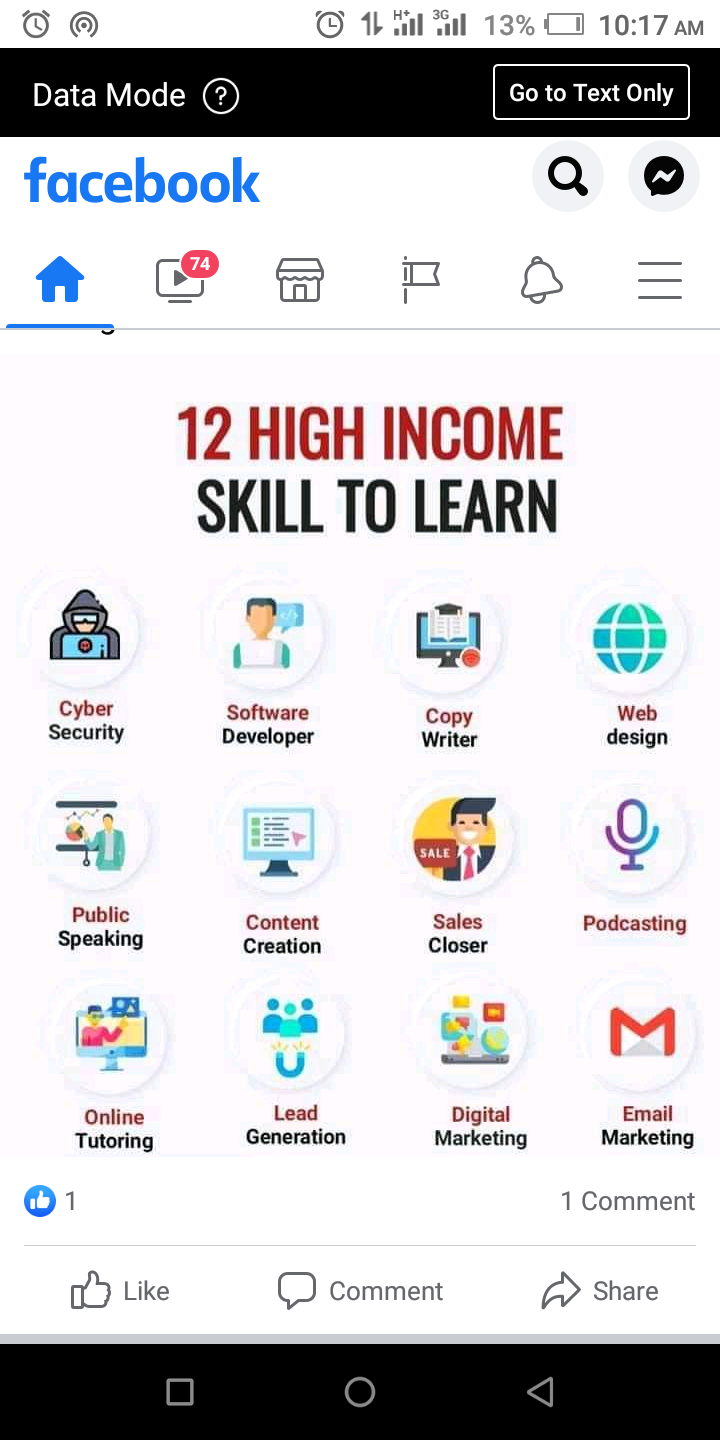 H+ 3G 13% 10:17 AM
Data Mode ? Go to Text Only
facebook
74
12 HIGH INCOME
SKILL TO LEARN
Cyber
Security
Software
Developer
Copy
Writer
Web
design
Public
Speaking
Content
Creation
SALE
Sales
Closer
Podcasting
Online
Tutoring
Lead
Generation
Digital
Marketing
Email
Marketing
1 1 Comment
Like Comment Share